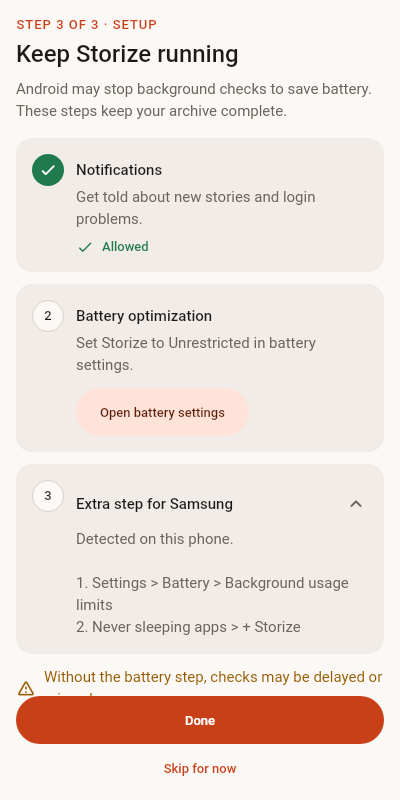 STEP 3 OF 3 · SETUP
Keep Storize running
Android may stop background checks to save battery.
These steps keep your archive complete.
Notifications
Get told about new stories and login
problems.
Allowed
2
Battery optimization
Set Storize to Unrestricted in battery
settings.
Open battery settings
3
Extra step for Samsung
Detected on this phone.
1. Settings > Battery > Background usage
limits
2. Never sleeping apps > + Storize
Without the battery step, checks may be delayed or
Done
Skip for now